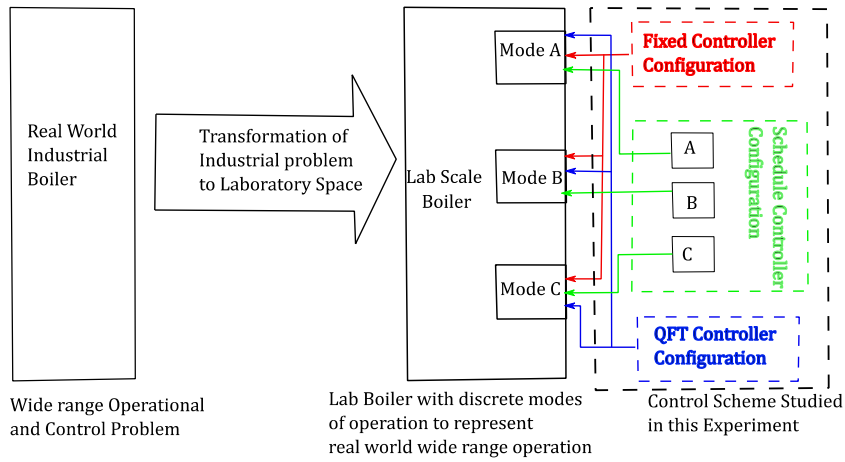 Real World
Industrial
Boiler
Transformation of
Industrial problem
to Laboratory Space
Lab Scale
Boiler
Mode A
Mode B
Mode C
Fixed Controller
Configuration
A
B
C
Schedule Controller
Configuration
QFT Controller
Configuration
Wide range Operational
and Control Problem
Lab Boiler with discrete modes
of operation to represent
real world wide range operation
Control Scheme Studied
in this Experiment